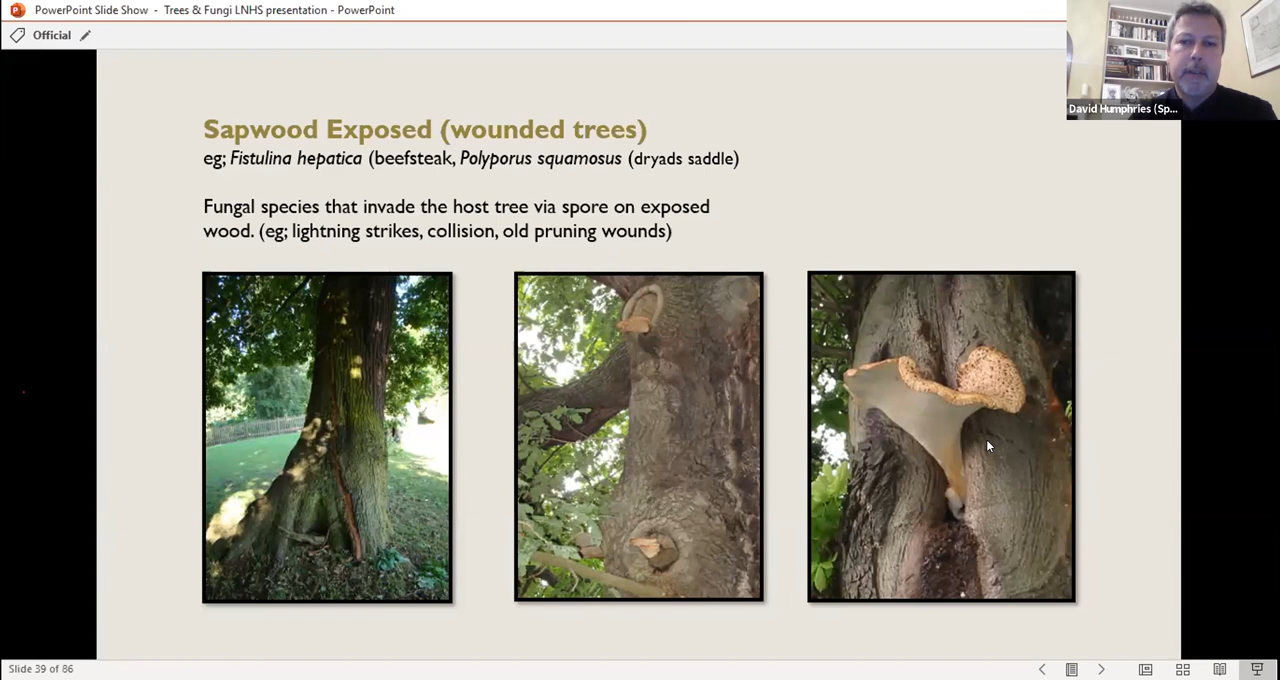 PowerPoint Slide Show - Trees & Fungi LNHS presentation - PowerPoint
Official
David Humphries (Sp...
Sapwood Exposed (wounded trees)
eg; Fistulina hepatica (beefsteak, Polyporus squamosus (dryads saddle)
Fungal species that invade the host tree via spore on exposed
wood. (eg; lightning strikes, collision, old pruning wounds)
Slide 39 of 86